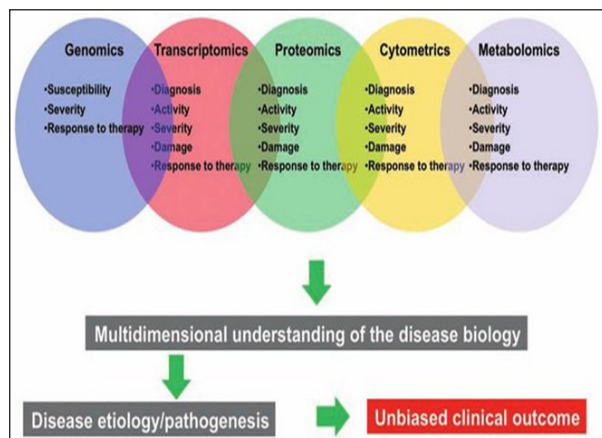 Genomics
•Susceptibility
•Severity
•Response to therapy
Transcriptomics
•Diagnosis
•Activity
•Severity
•Damage
•Response to therapy
Proteomics
•Diagnosis
•Activity
•Severity
•Damage
•Response to therapy
Cytometrics
•Diagnosis
•Activity
•Severity
•Damage
•Response to therapy
Metabolomics
•Diagnosis
•Activity
•Severity
•Damage
•Response to therapy
Multidimensional understanding of the disease biology
Disease etiology/pathogenesis
Unbiased clinical outcome